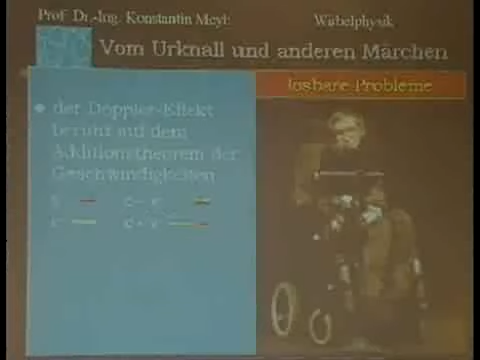 Prof. Dr.-Ing. Konstantin Meyl: Wirbelphysik
Vom Urknall und anderen Märchen
lösbare Probleme
der Doppler-Effekt
beruht auf dem
Additionstheorem der
Geschwindigkeiten